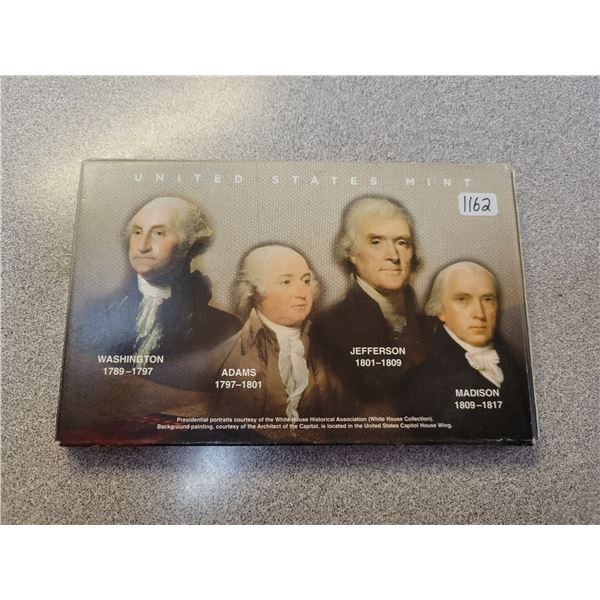 UNITED STATES MINT
1162
WASHINGTON
1789–1797
ADAMS
1797–1801
JEFFERSON
1801–1809
MADISON
1809–1817
Presidential portraits courtesy of the White House Historical Association (White House Collection).
Background painting, courtesy of the Architect of the Capitol, is located in the United States Capitol House Wing.